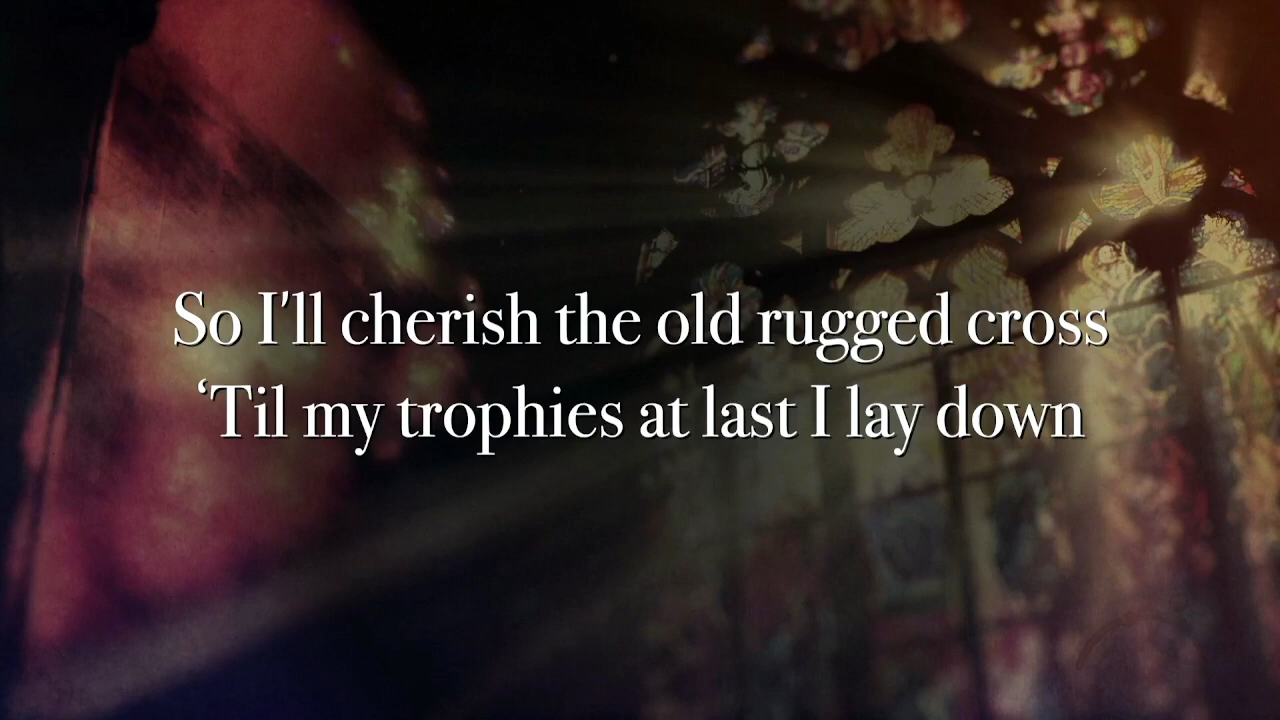 So I'll cherish the old rugged cross
‘Til my trophies at last I lay down